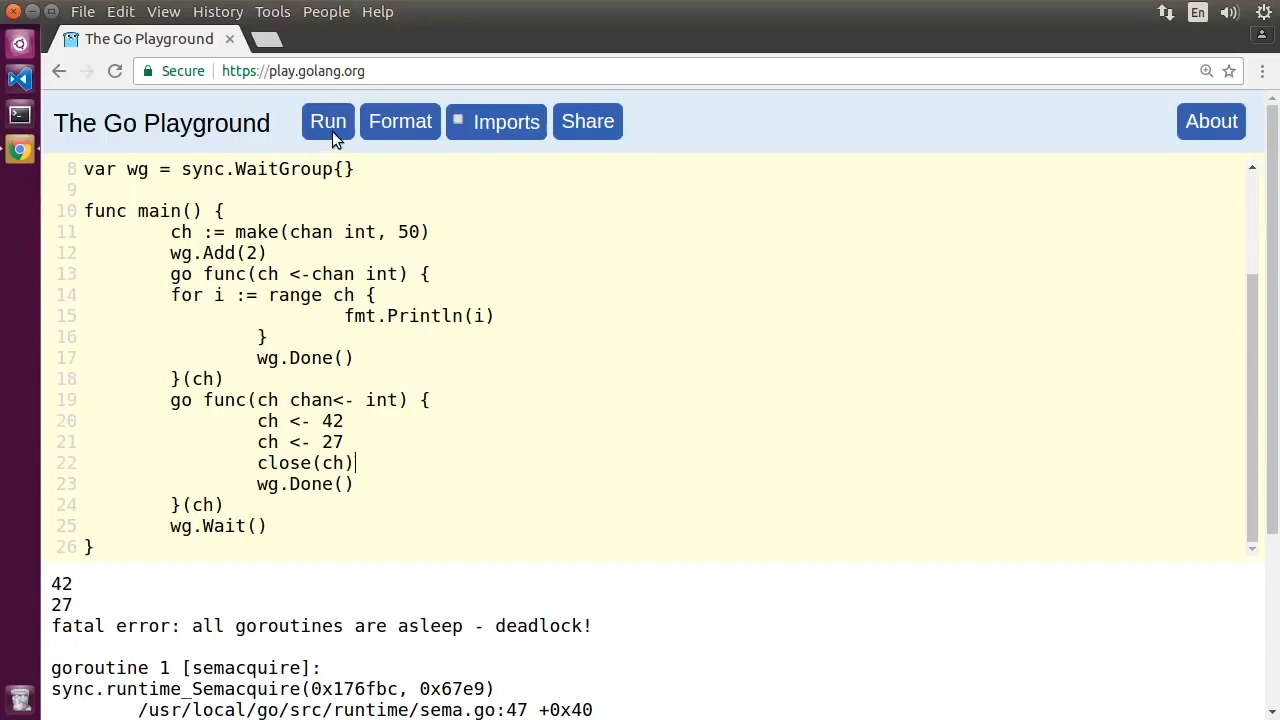 File Edit View History Tools People Help
En
The Go Playground
Secure https://play.golang.org
The Go Playground Run Format Imports Share About
8 var wg = sync.WaitGroup{}
9
10 func main() {
11 ch := make(chan int, 50)
12 wg.Add(2)
13 go func(ch <-chan int) {
14 for i := range ch {
15 fmt.Println(i)
16 }
17 wg.Done()
18 }(ch)
19 go func(ch chan<- int) {
20 ch <- 42
21 ch <- 27
22 close(ch)
23 wg.Done()
24 }(ch)
25 wg.Wait()
26 }
42
27
fatal error: all goroutines are asleep - deadlock!
goroutine 1 [semacquire]:
sync.runtime_Semacquire(0x176fbc, 0x67e9)
/usr/local/go/src/runtime/sema.go:47 +0x40